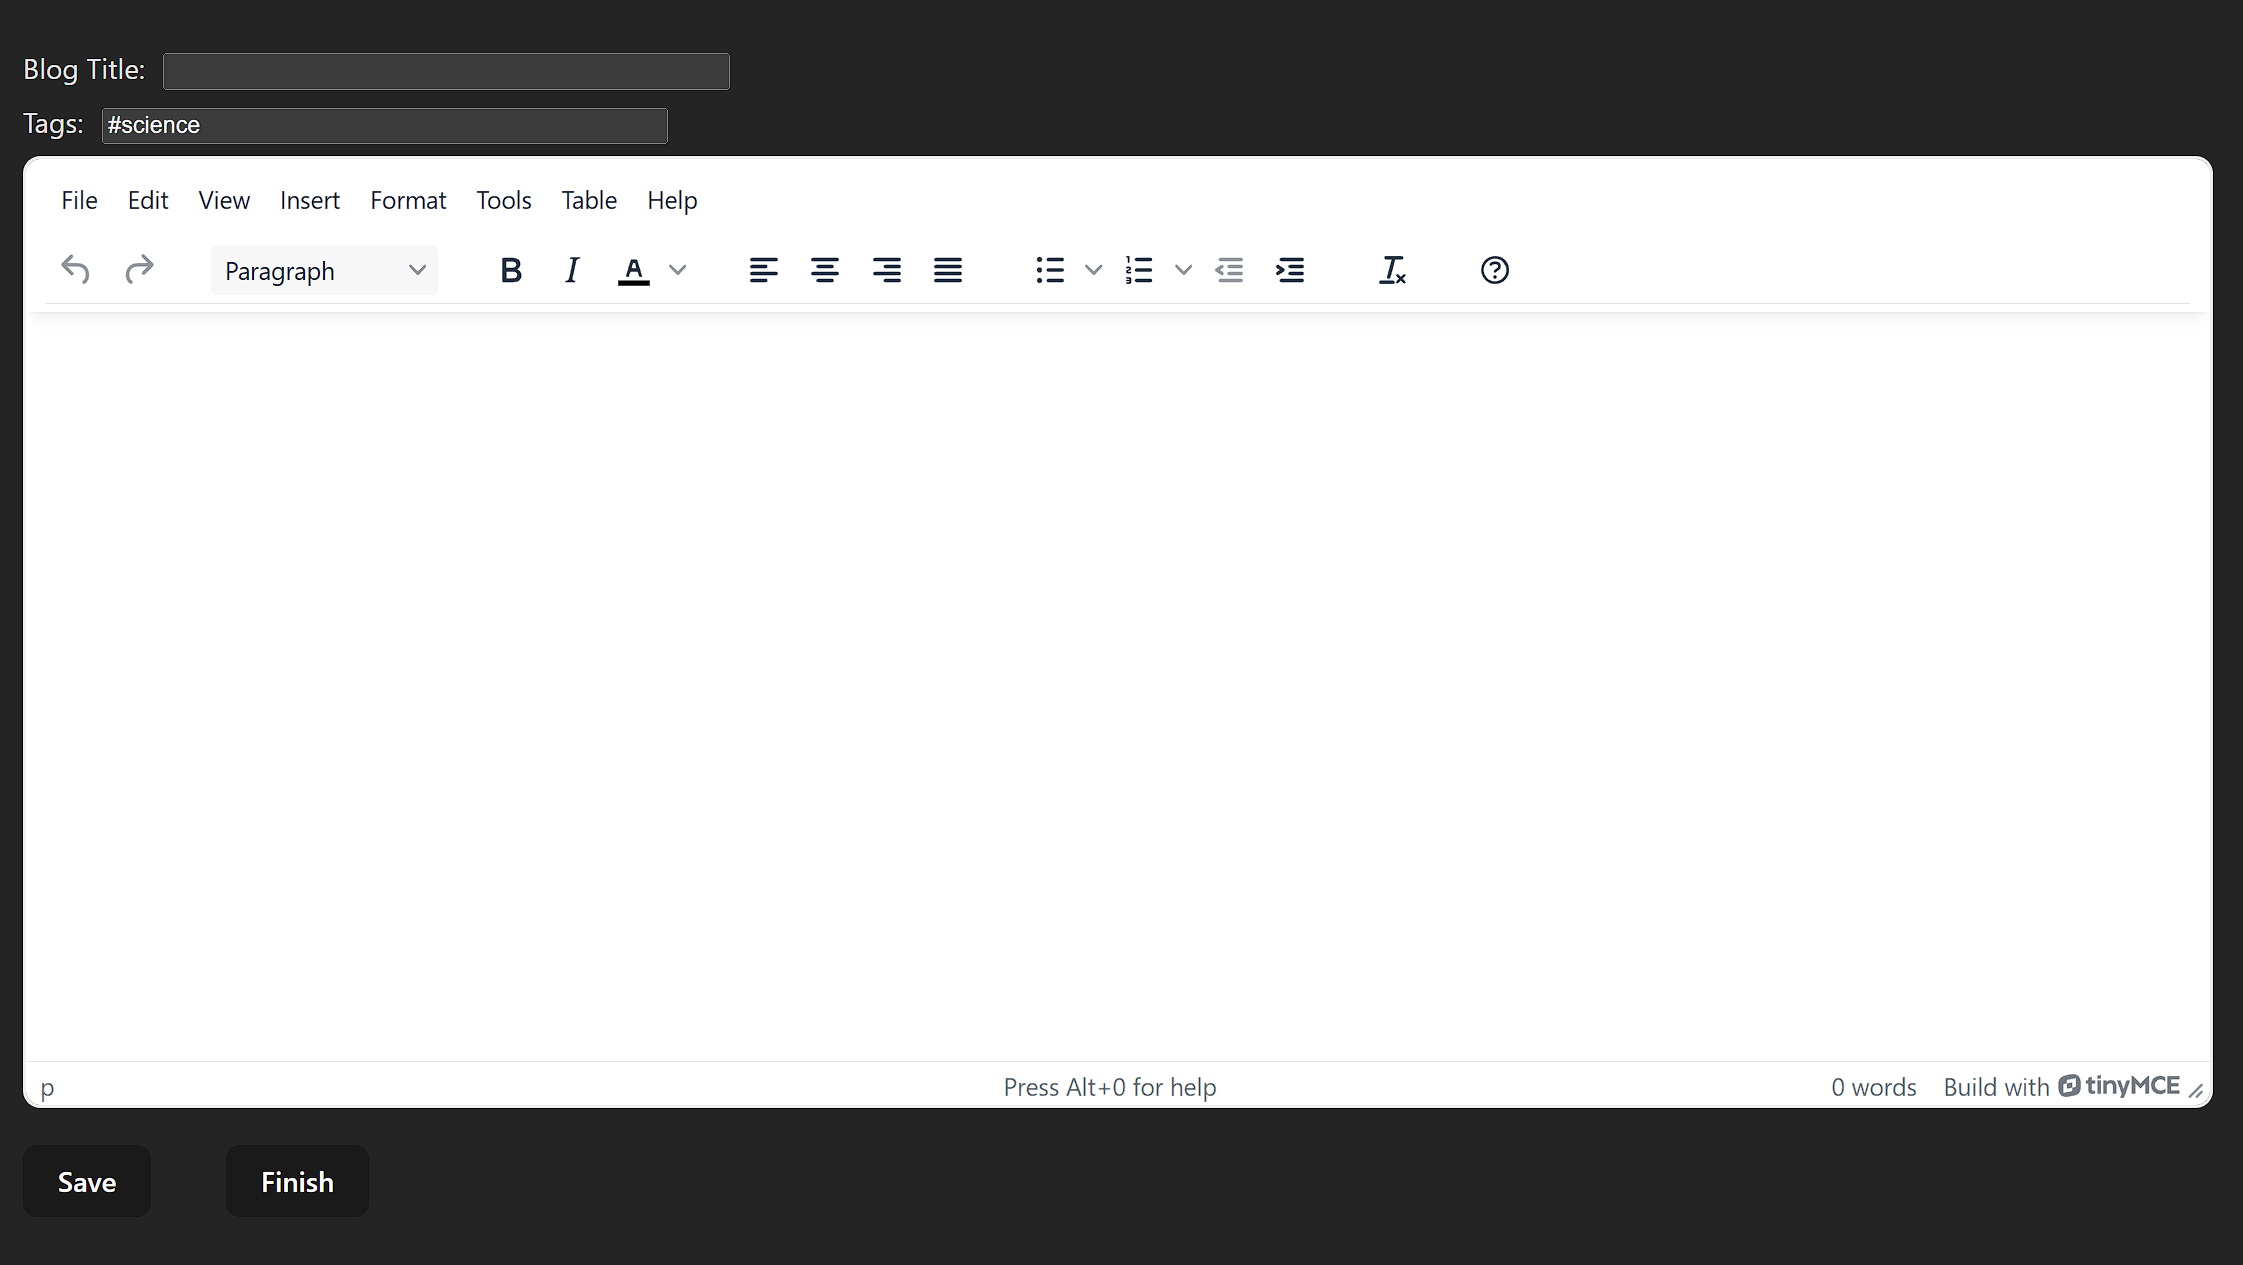 Blog Title:
Tags: #science
File Edit View Insert Format Tools Table Help
Paragraph B I A
p Press Alt+0 for help 0 words Build with tinyMCE
Save Finish